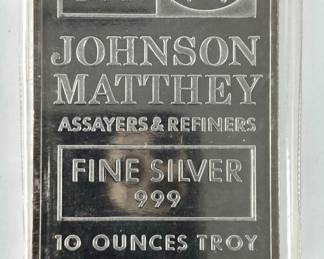 JOHNSON
MATTHEY
ASSAYERS & REFINERS
FINE SILVER
999
10 OUNCES TROY